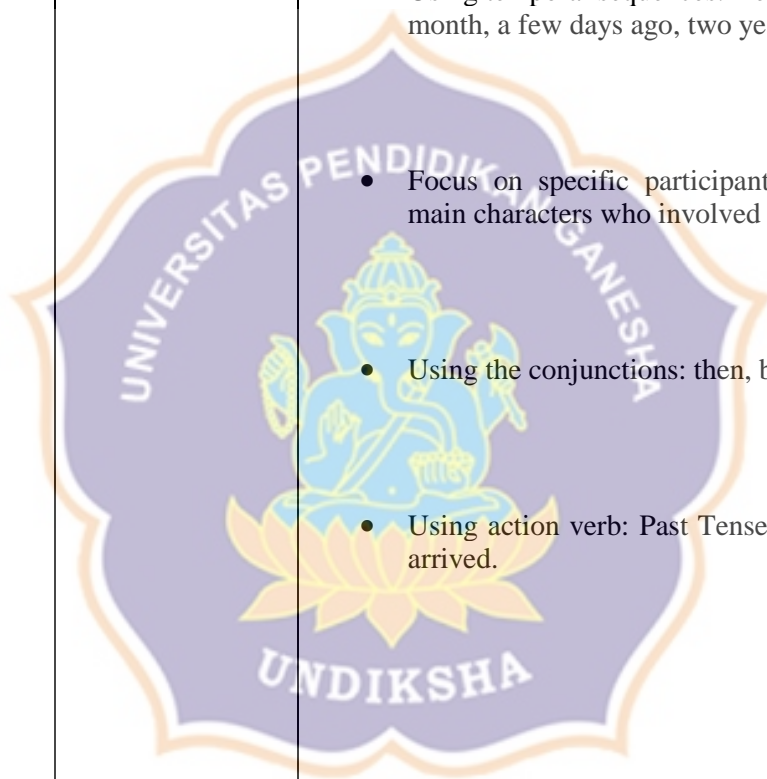 month, a few days ago, two
UNIVERSITAS PENDIDIKAN GANESHA
• Focus on specific participant
main characters who involved
• Using the conjunctions: then,
• Using action verb: Past Tense
arrived.
UNDIKSHA